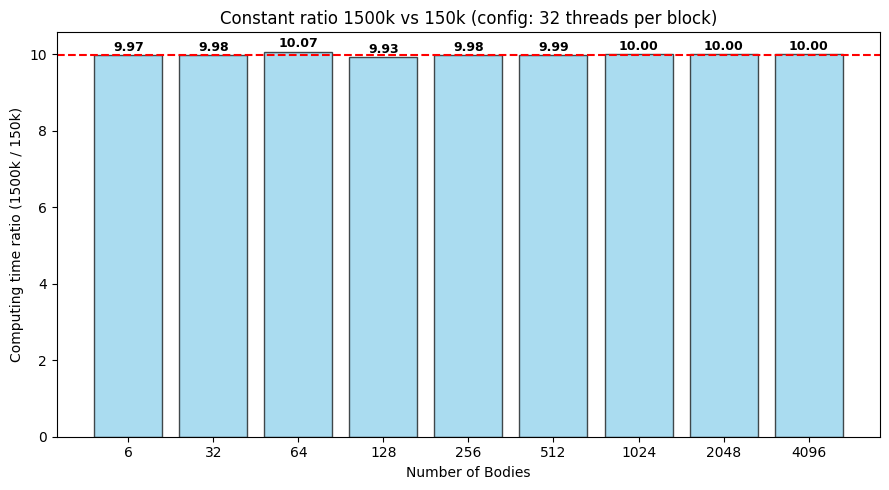 Constant ratio 1500k vs 150k (config: 32 threads per block)
Computing time ratio (1500k / 150k)
10
8
6
4
2
0
9.97 9.98 10.07 9.93 9.98 9.99 10.00 10.00 10.00
6 32 64 128 256 512 1024 2048 4096
Number of Bodies